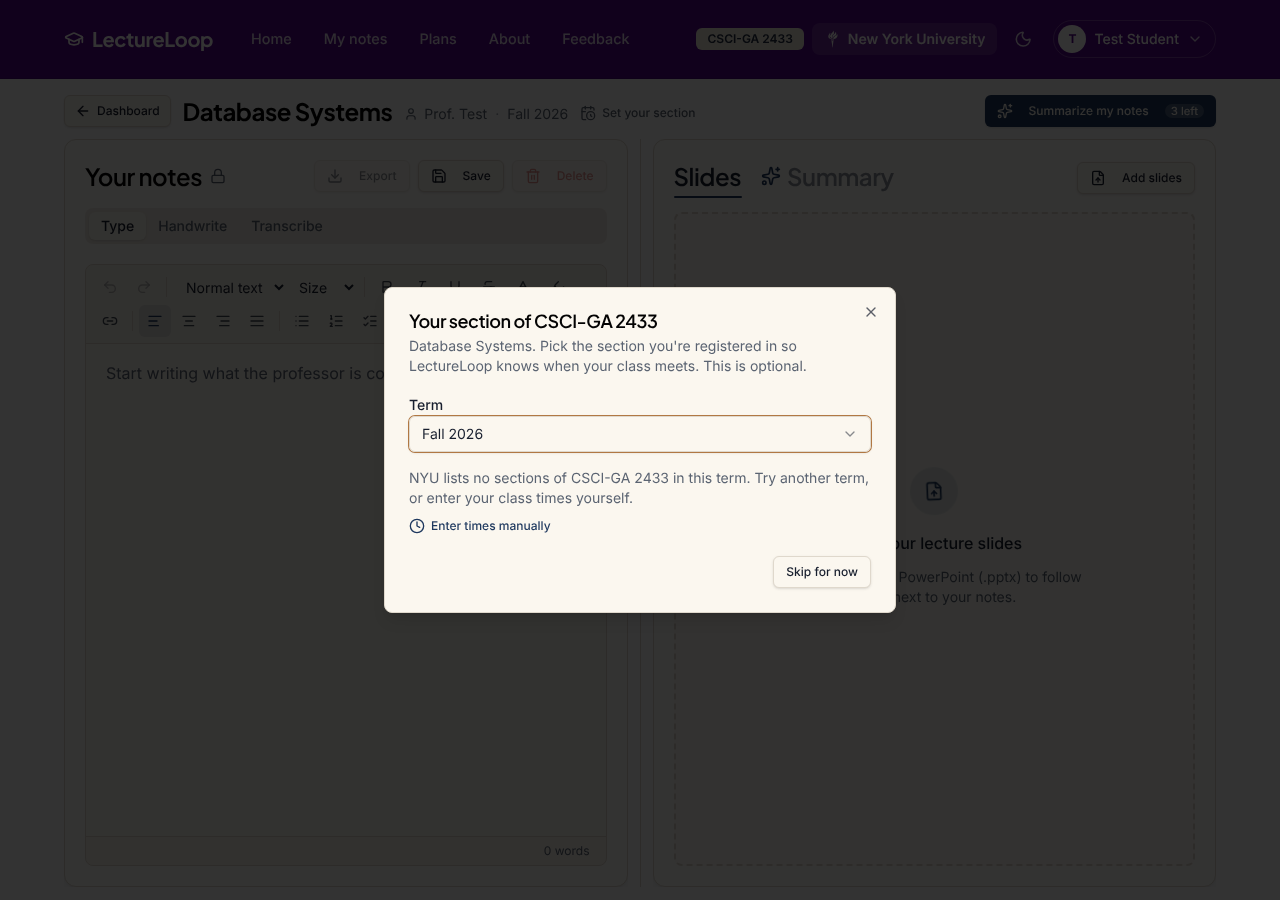 LectureLoop
Home
My notes
Plans
About
Feedback
CSCI-GA 2433
New York University
T
Test Student
Dashboard
Database Systems
Prof. Test · Fall 2026
Set your section
Summarize my notes
3 left
Your notes
Export
Save
Delete
Type
Handwrite
Transcribe
Normal text
Size
Start writing what the professor is
0 words
Slides
Summary
Add slides
lecture slides
PowerPoint (.pptx) to follow
to your notes.
Your section of CSCI-GA 2433
Database Systems. Pick the section you're registered in so
LectureLoop knows when your class meets. This is optional.
Term
Fall 2026
NYU lists no sections of CSCI-GA 2433 in this term. Try another term,
or enter your class times yourself.
Enter times manually
Skip for now